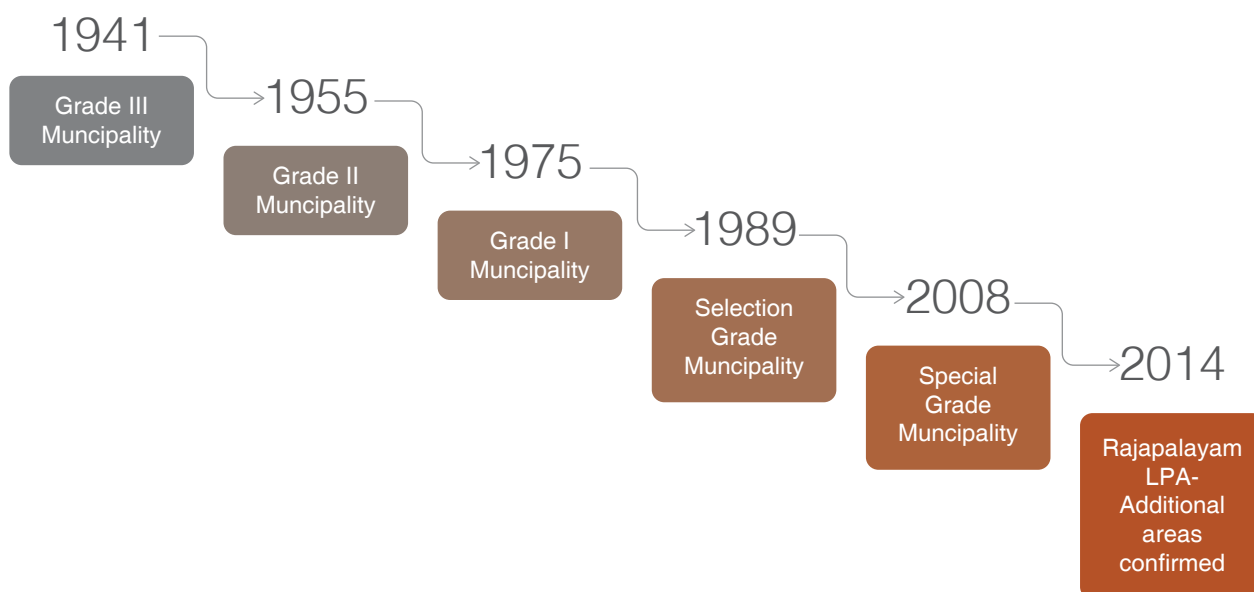 1941
Grade III
Muncipality
1955
Grade II
Muncipality
1975
Grade I
Muncipality
1989
Selection
Grade
Muncipality
2008
Special
Grade
Muncipality
2014
Rajapalayam
LPA-
Additional
areas
confirmed